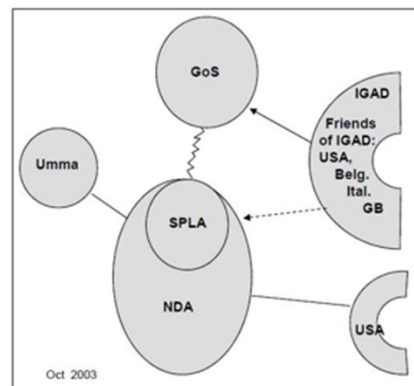 GoS
IGAD
Friends
of IGAD:
USA,
Belg.
Ital.
GB
Umma
SPLA
NDA
USA
Oct 2003